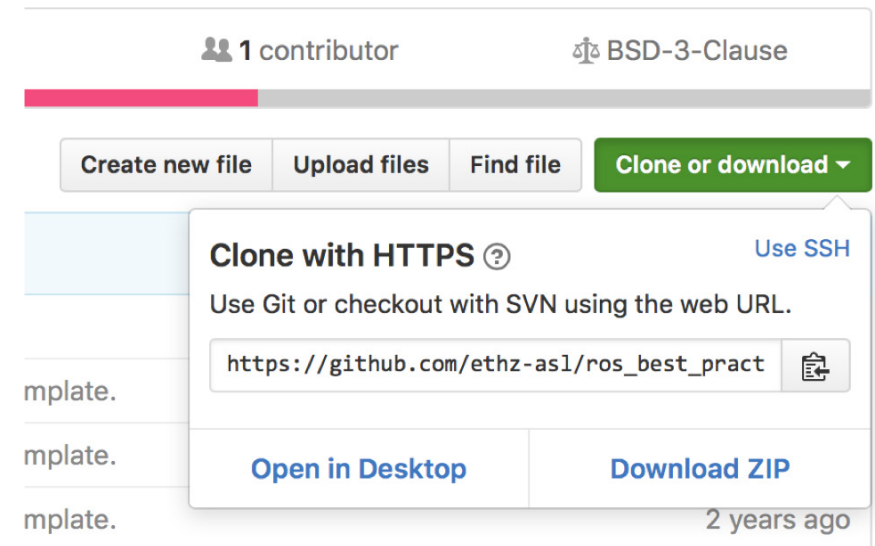 1 contributor BSD-3-Clause
Create new file Upload files Find file Clone or download
Clone with HTTPS ? Use SSH
Use Git or checkout with SVN using the web URL.
https://github.com/ethz-asl/ros_best_pract
mplate.
mplate.
Open in Desktop Download ZIP
mplate. 2 years ago